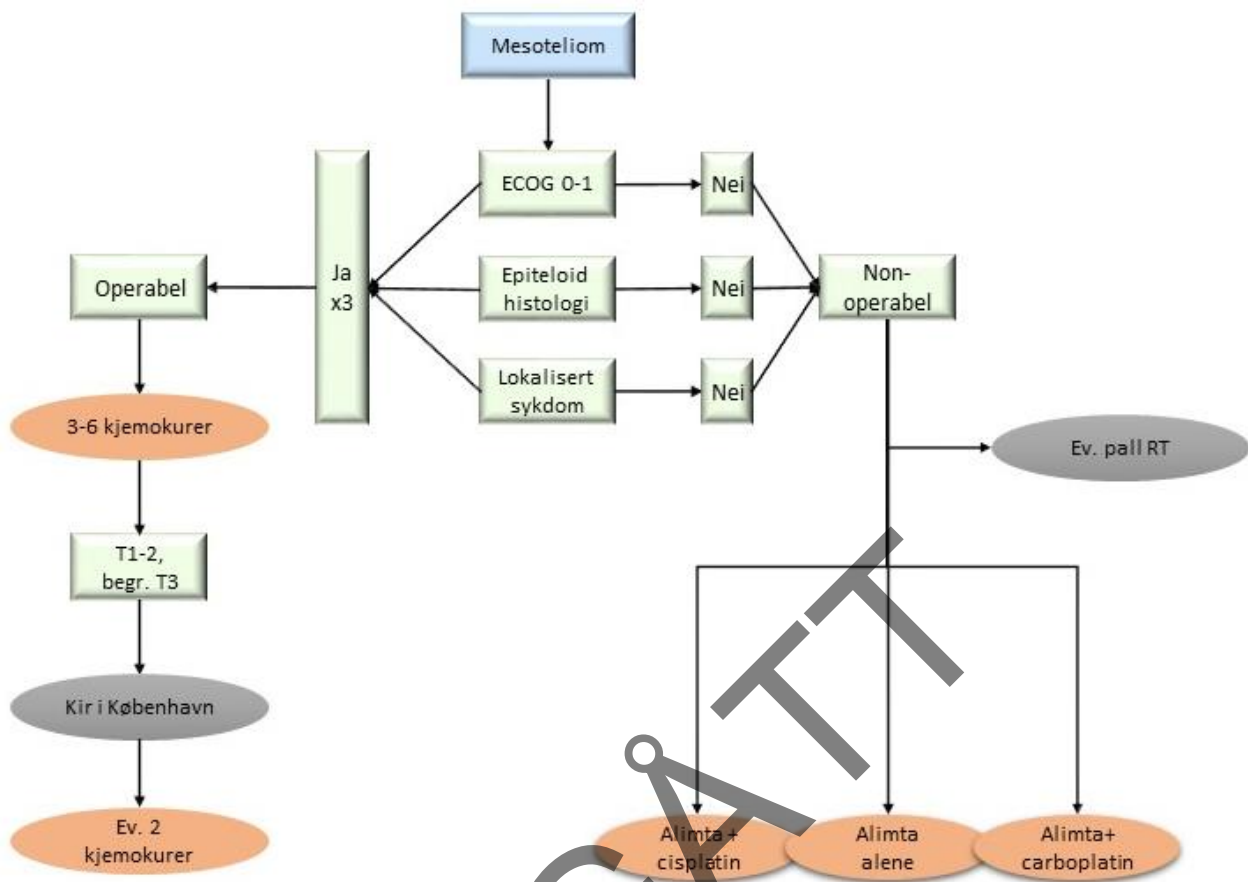 Mesoteliom
ECOG 0-1
Nei
Ja
x3
Operabel
Epiteloid
histologi
Nei
Non-
operabel
Lokalisert
sykdom
Nei
3-6 kjemokurer
Ev. pall RT
T1-2,
begr. T3
Kir i København
Ev. 2
kjemokurer
Alimta +
cisplatin
Alimta
alene
Alimta+
carboplatin
GÅTT